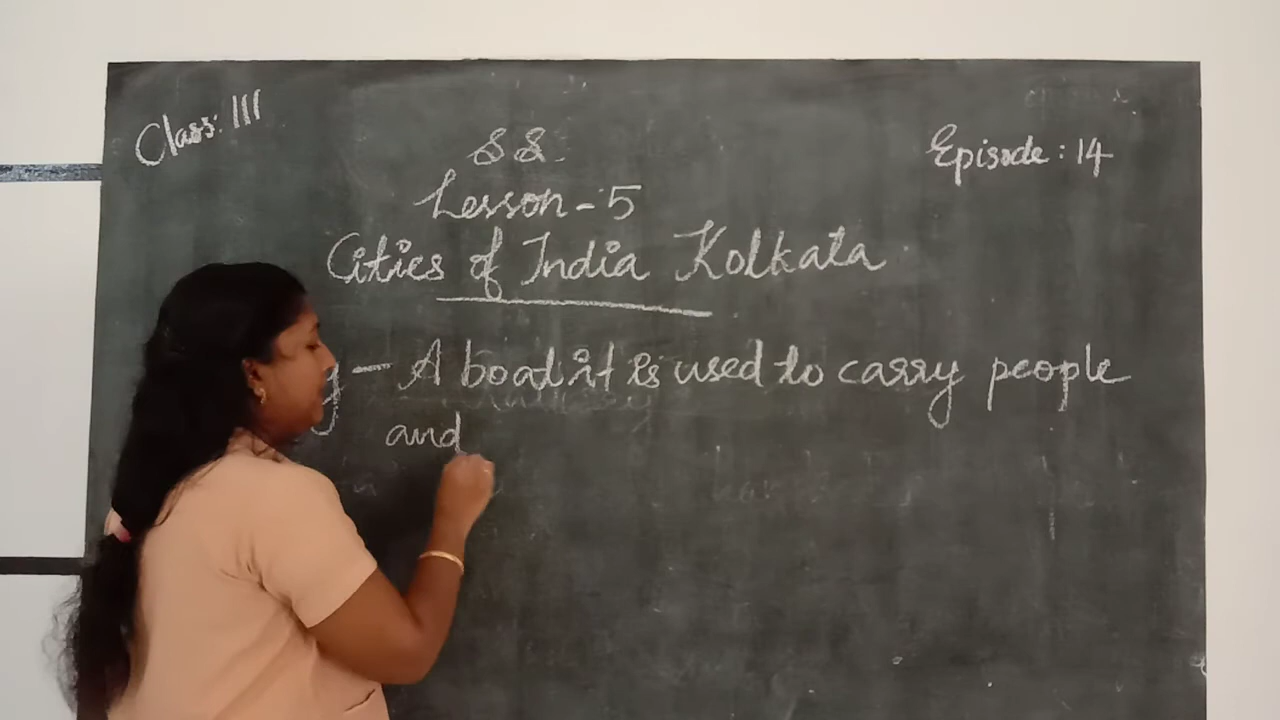 Class: III
S S.
Episode : 14
Lesson - 5
Cities of India Kolkata
y - A boat it is used to carry people
and